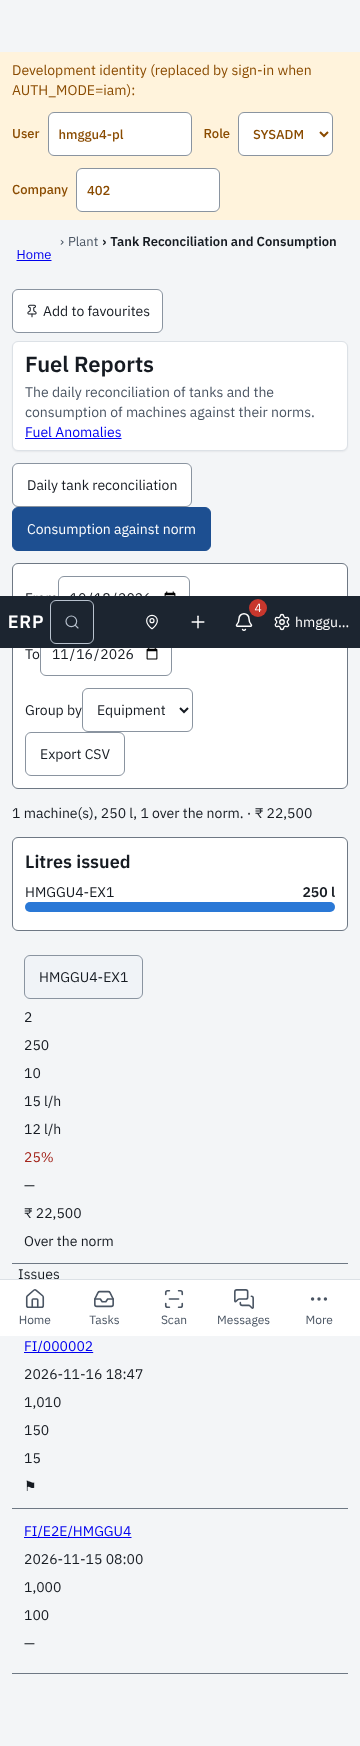 Development identity (replaced by sign-in when
AUTH_MODE=iam):
User hmggu4-pl Role SYSADM
Company 402
Home › Plant › Tank Reconciliation and Consumption
Add to favourites
Fuel Reports
The daily reconciliation of tanks and the
consumption of machines against their norms.
Fuel Anomalies
Daily tank reconciliation
Consumption against norm
ERP 4 hmggu...
To 11/16/2026
Group by Equipment
Export CSV
1 machine(s), 250 l, 1 over the norm. · ₹ 22,500
Litres issued
HMGGU4-EX1 250 l
HMGGU4-EX1
2
250
10
15 l/h
12 l/h
25%
—
₹ 22,500
Over the norm
Issues
Home Tasks Scan Messages More
FI/000002
2026-11-16 18:47
1,010
150
15
⚑
FI/E2E/HMGGU4
2026-11-15 08:00
1,000
100
—